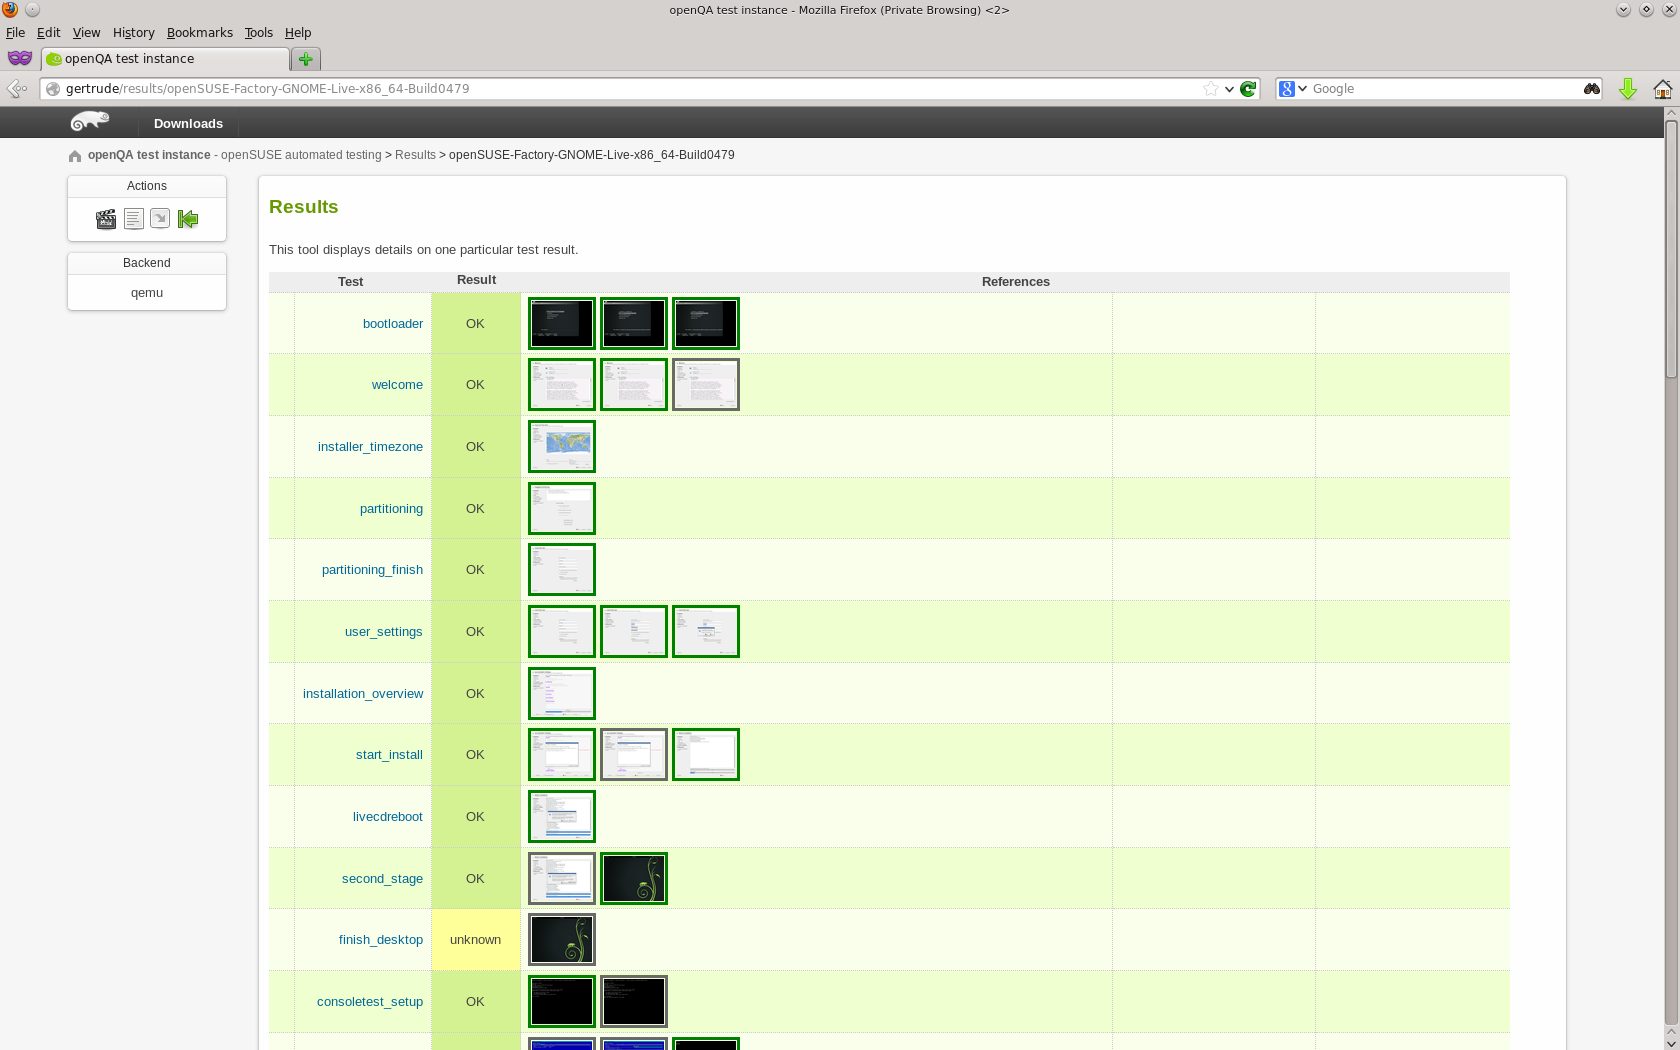 openQA test instance - Mozilla Firefox (Private Browsing) <2>
File Edit View History Bookmarks Tools Help
openQA test instance
gertrude/results/openSUSE-Factory-GNOME-Live-x86_64-Build0479
Google
Downloads
openQA test instance - openSUSE automated testing > Results > openSUSE-Factory-GNOME-Live-x86_64-Build0479
Actions
Backend
qemu
Results
This tool displays details on one particular test result.
Test Result References
bootloader OK
welcome OK
installer_timezone OK
partitioning OK
partitioning_finish OK
user_settings OK
installation_overview OK
start_install OK
livecdreboot OK
second_stage OK
finish_desktop unknown
consoletest_setup OK